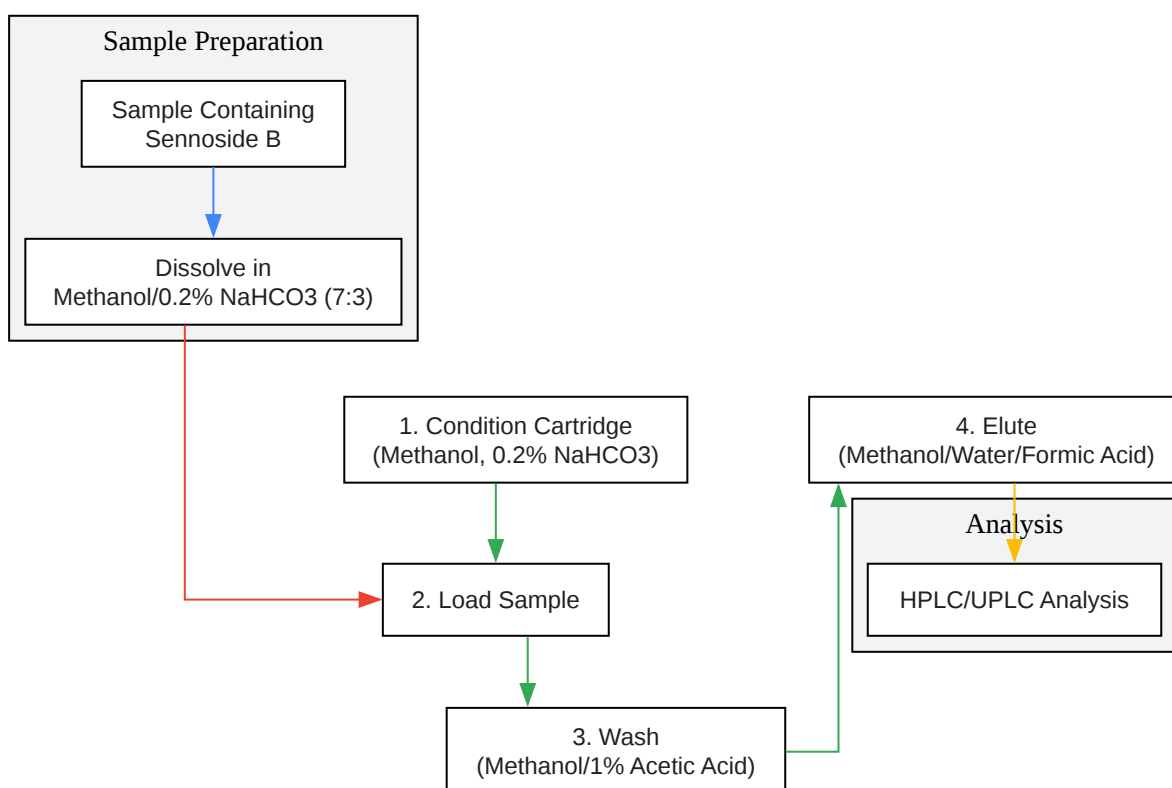 Sample Preparation
Sample Containing
Sennoside B
Dissolve in
Methanol/0.2% NaHCO3 (7:3)
1. Condition Cartridge
(Methanol, 0.2% NaHCO3)
2. Load Sample
3. Wash
(Methanol/1% Acetic Acid)
4. Elute
(Methanol/Water/Formic Acid)
Analysis
HPLC/UPLC Analysis